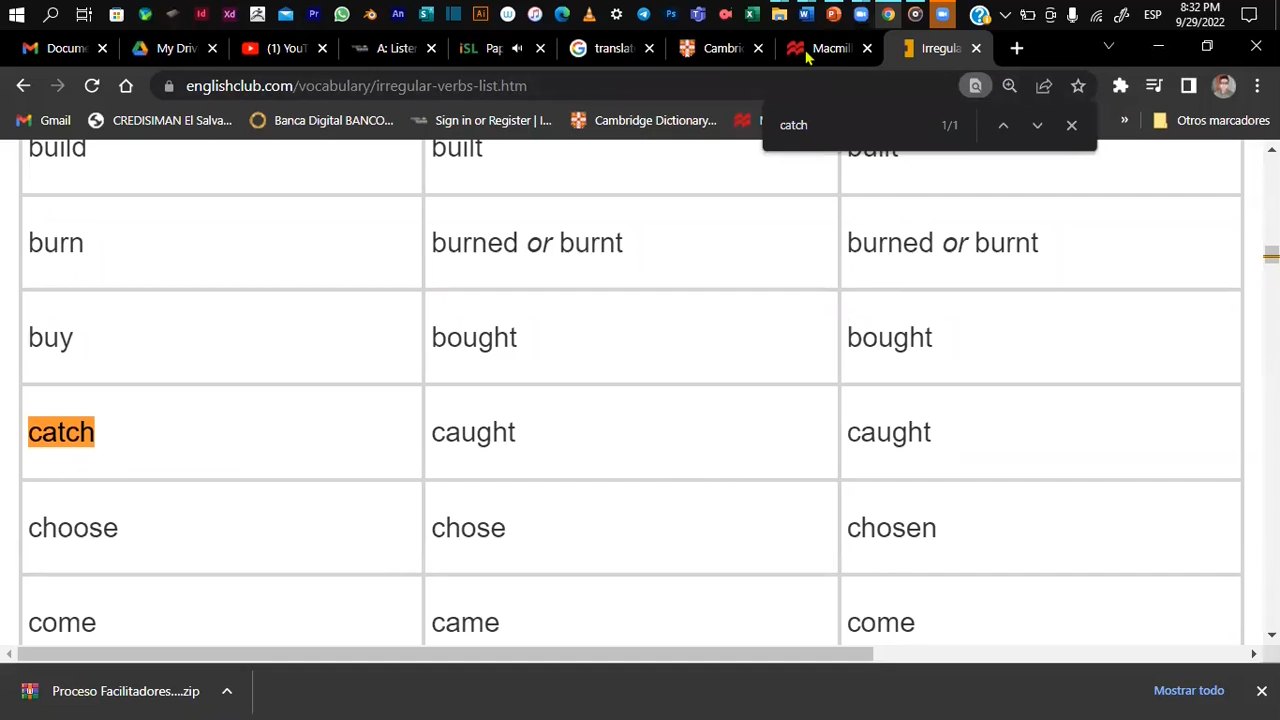 8:32 PM
ESP
9/29/2022
Docume
My Driv
(1) YouT
A: Lister
iSL Pap
translat
Cambri
Macmil
Irregula
englishclub.com/vocabulary/irregular-verbs-list.htm
Gmail
CREDISIMAN El Salva...
Banca Digital BANCO...
Sign in or Register | I...
Cambridge Dictionary...
»
Otros marcadores
catch
1/1
build built built
burn burned or burnt burned or burnt
buy bought bought
catch caught caught
choose chose chosen
come came come
Proceso Facilitadores....zip
Mostrar todo